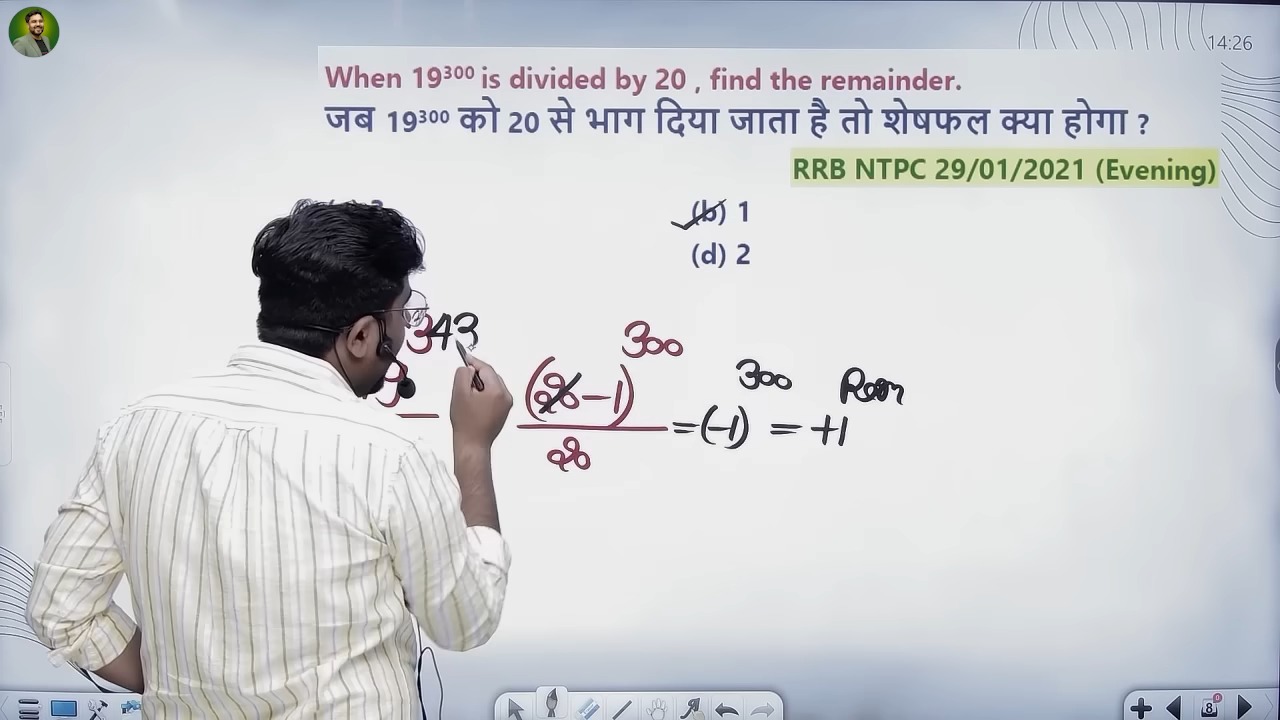 14:26
When 19³⁰⁰ is divided by 20 , find the remainder.
जब 19³⁰⁰ को 20 से भाग दिया जाता है तो शेषफल क्या होगा ?
RRB NTPC 29/01/2021 (Evening)
(b) 1
(d) 2
343
(20-1)³⁰⁰
20
=(-1)³⁰⁰ = +1 Rem
8